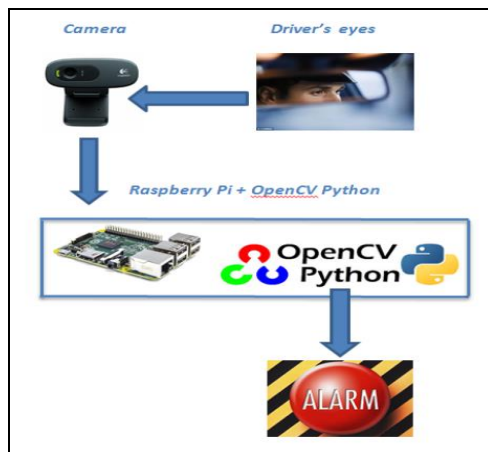 Camera
Driver's eyes
Raspberry Pi + OpenCV Python
OpenCV
Python
ALARM